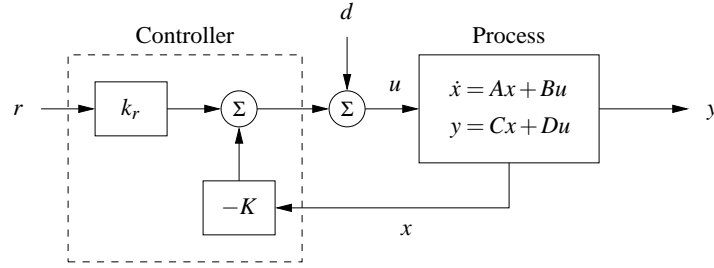 Controller
d
Process
r
k_r
Σ
Σ
u
ẋ = Ax + Bu
y = Cx + Du
y
−K
x